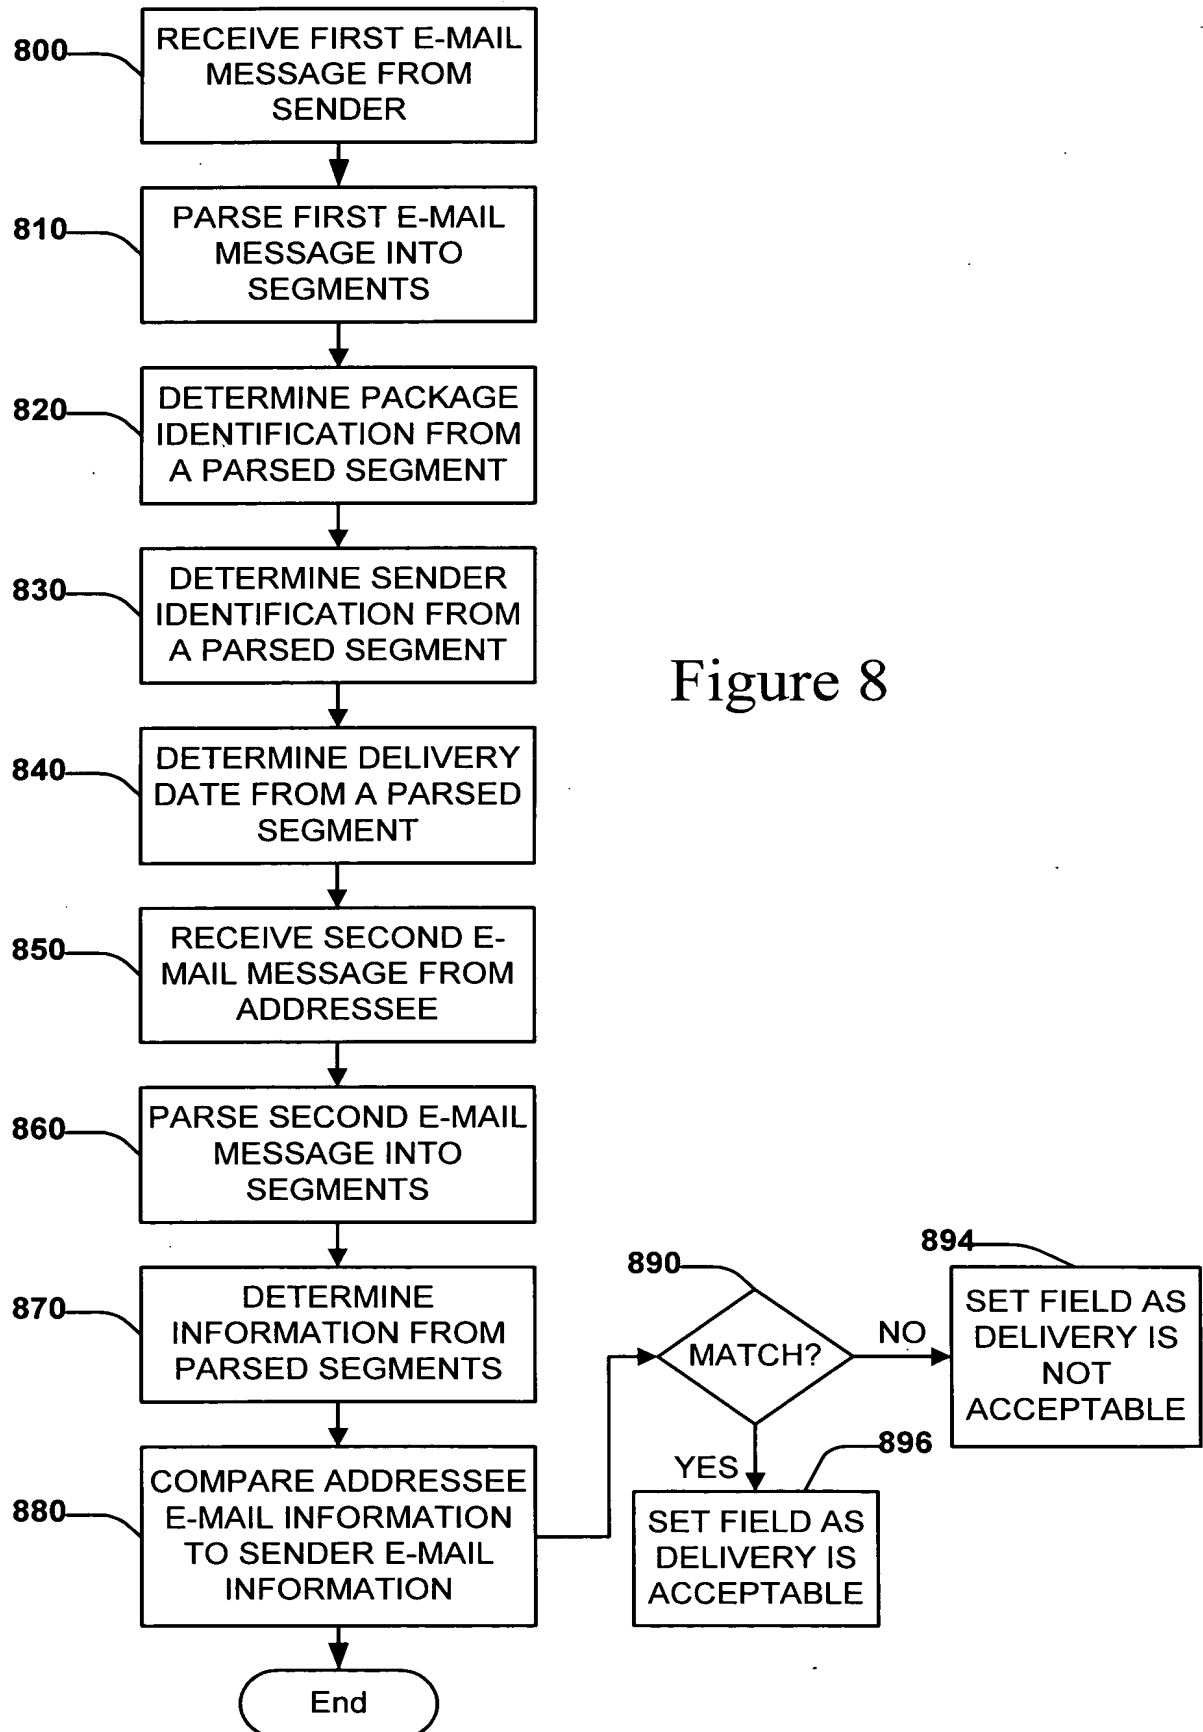 800
RECEIVE FIRST E-MAIL
MESSAGE FROM
SENDER
810
PARSE FIRST E-MAIL
MESSAGE INTO
SEGMENTS
820
DETERMINE PACKAGE
IDENTIFICATION FROM
A PARSED SEGMENT
830
DETERMINE SENDER
IDENTIFICATION FROM
A PARSED SEGMENT
Figure 8
840
DETERMINE DELIVERY
DATE FROM A PARSED
SEGMENT
850
RECEIVE SECOND E-
MAIL MESSAGE FROM
ADDRESSEE
860
PARSE SECOND E-MAIL
MESSAGE INTO
SEGMENTS
870
DETERMINE
INFORMATION FROM
PARSED SEGMENTS
880
COMPARE ADDRESSEE
E-MAIL INFORMATION
TO SENDER E-MAIL
INFORMATION
890
MATCH?
NO
894
SET FIELD AS
DELIVERY IS
NOT
ACCEPTABLE
YES
896
SET FIELD AS
DELIVERY IS
ACCEPTABLE
End